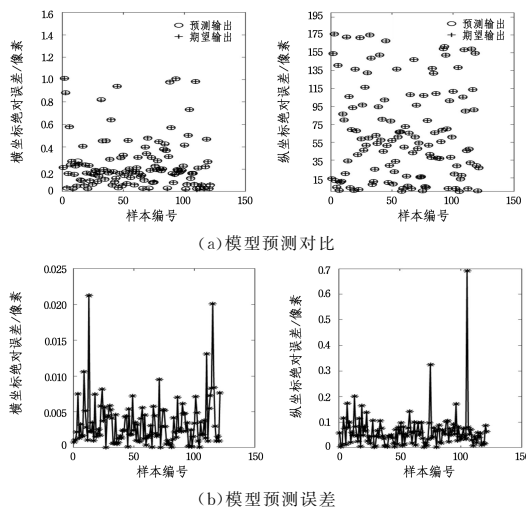 1.6
1.4
1.2
1.0
0.8
0.6
0.4
0.2
0
0 50 100 150
横坐标绝对误差/像素
样本编号
预测输出
期望输出
195
175
155
135
115
95
75
55
35
15
0 50 100 150
纵坐标绝对误差/像素
样本编号
预测输出
期望输出
(a)模型预测对比
0.025
0.020
0.015
0.010
0.005
0
0 50 100 150
横坐标绝对误差/像素
样本编号
0.7
0.6
0.5
0.4
0.3
0.2
0.1
0
0 50 100 150
纵坐标绝对误差/像素
样本编号
(b)模型预测误差